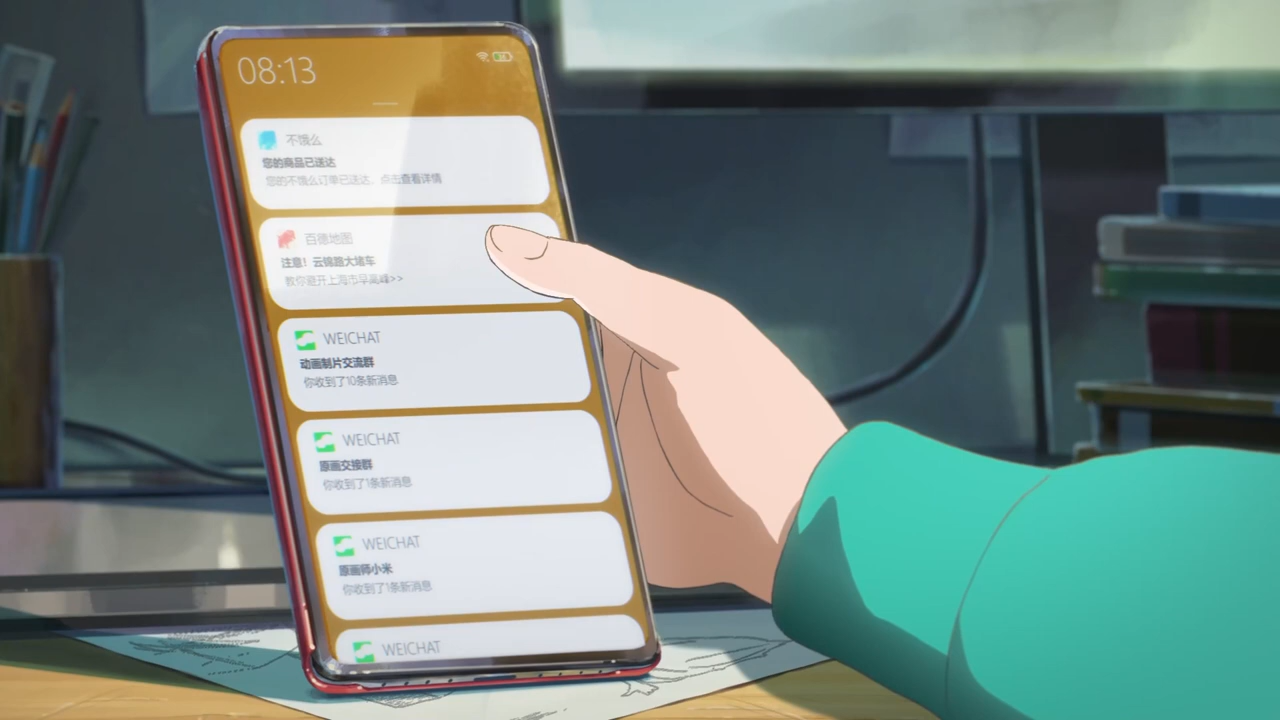 08:13
不饿么
您的商品已送达
您的不饿么订单已送达，点击查看详情
百德地图
注意！云锦路大堵车
教你避开上海市早高峰>>
WEICHAT
动画制片交流群
你收到了10条新消息
WEICHAT
原画交接群
你收到了1条新消息
WEICHAT
原画师小米
你收到了1条新消息
WEICHAT